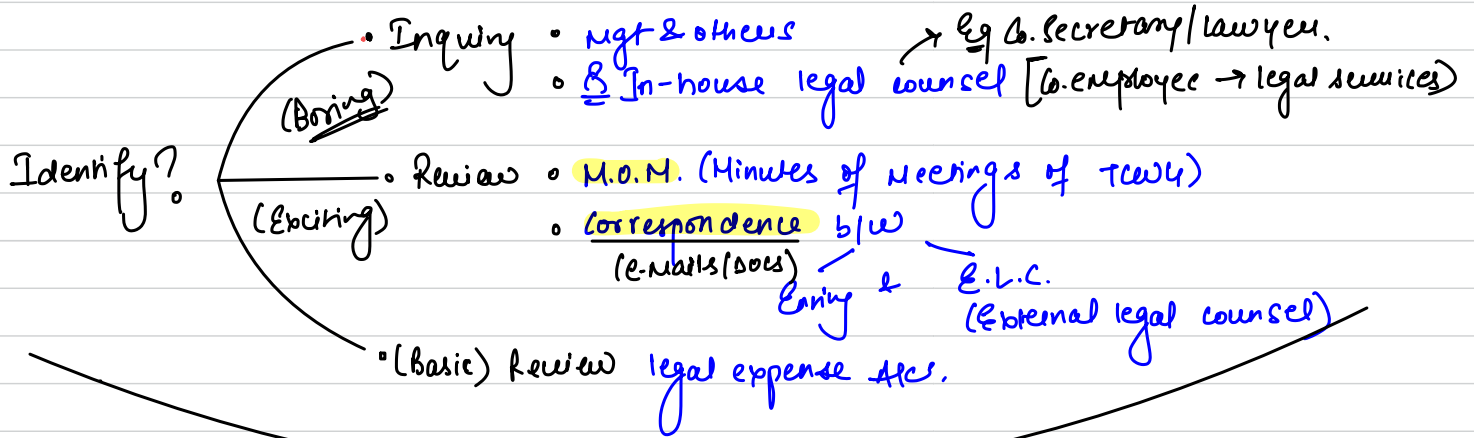 • Inquiry • Mgt & others → Eg Co. Secretary/lawyer.
• & In-house legal counsel [Co. employee → legal services)
(Boring)
Identify? • Review • M.O.M. (Minutes of Meetings of TCWG)
(Exciting) • Correspondence b/w
(e-Mails/Docs)
& E.L.C.
(External legal counsel)
• (Basic) Review legal expense A/cs.